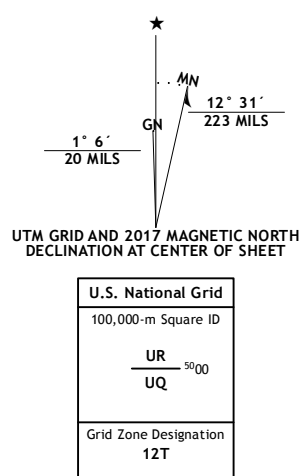 ★
MN
GN
12° 31´
223 MILS
1° 6´
20 MILS
UTM GRID AND 2017 MAGNETIC NORTH
DECLINATION AT CENTER OF SHEET
U.S. National Grid
100,000-m Square ID
UR
5000
UQ
Grid Zone Designation
12T